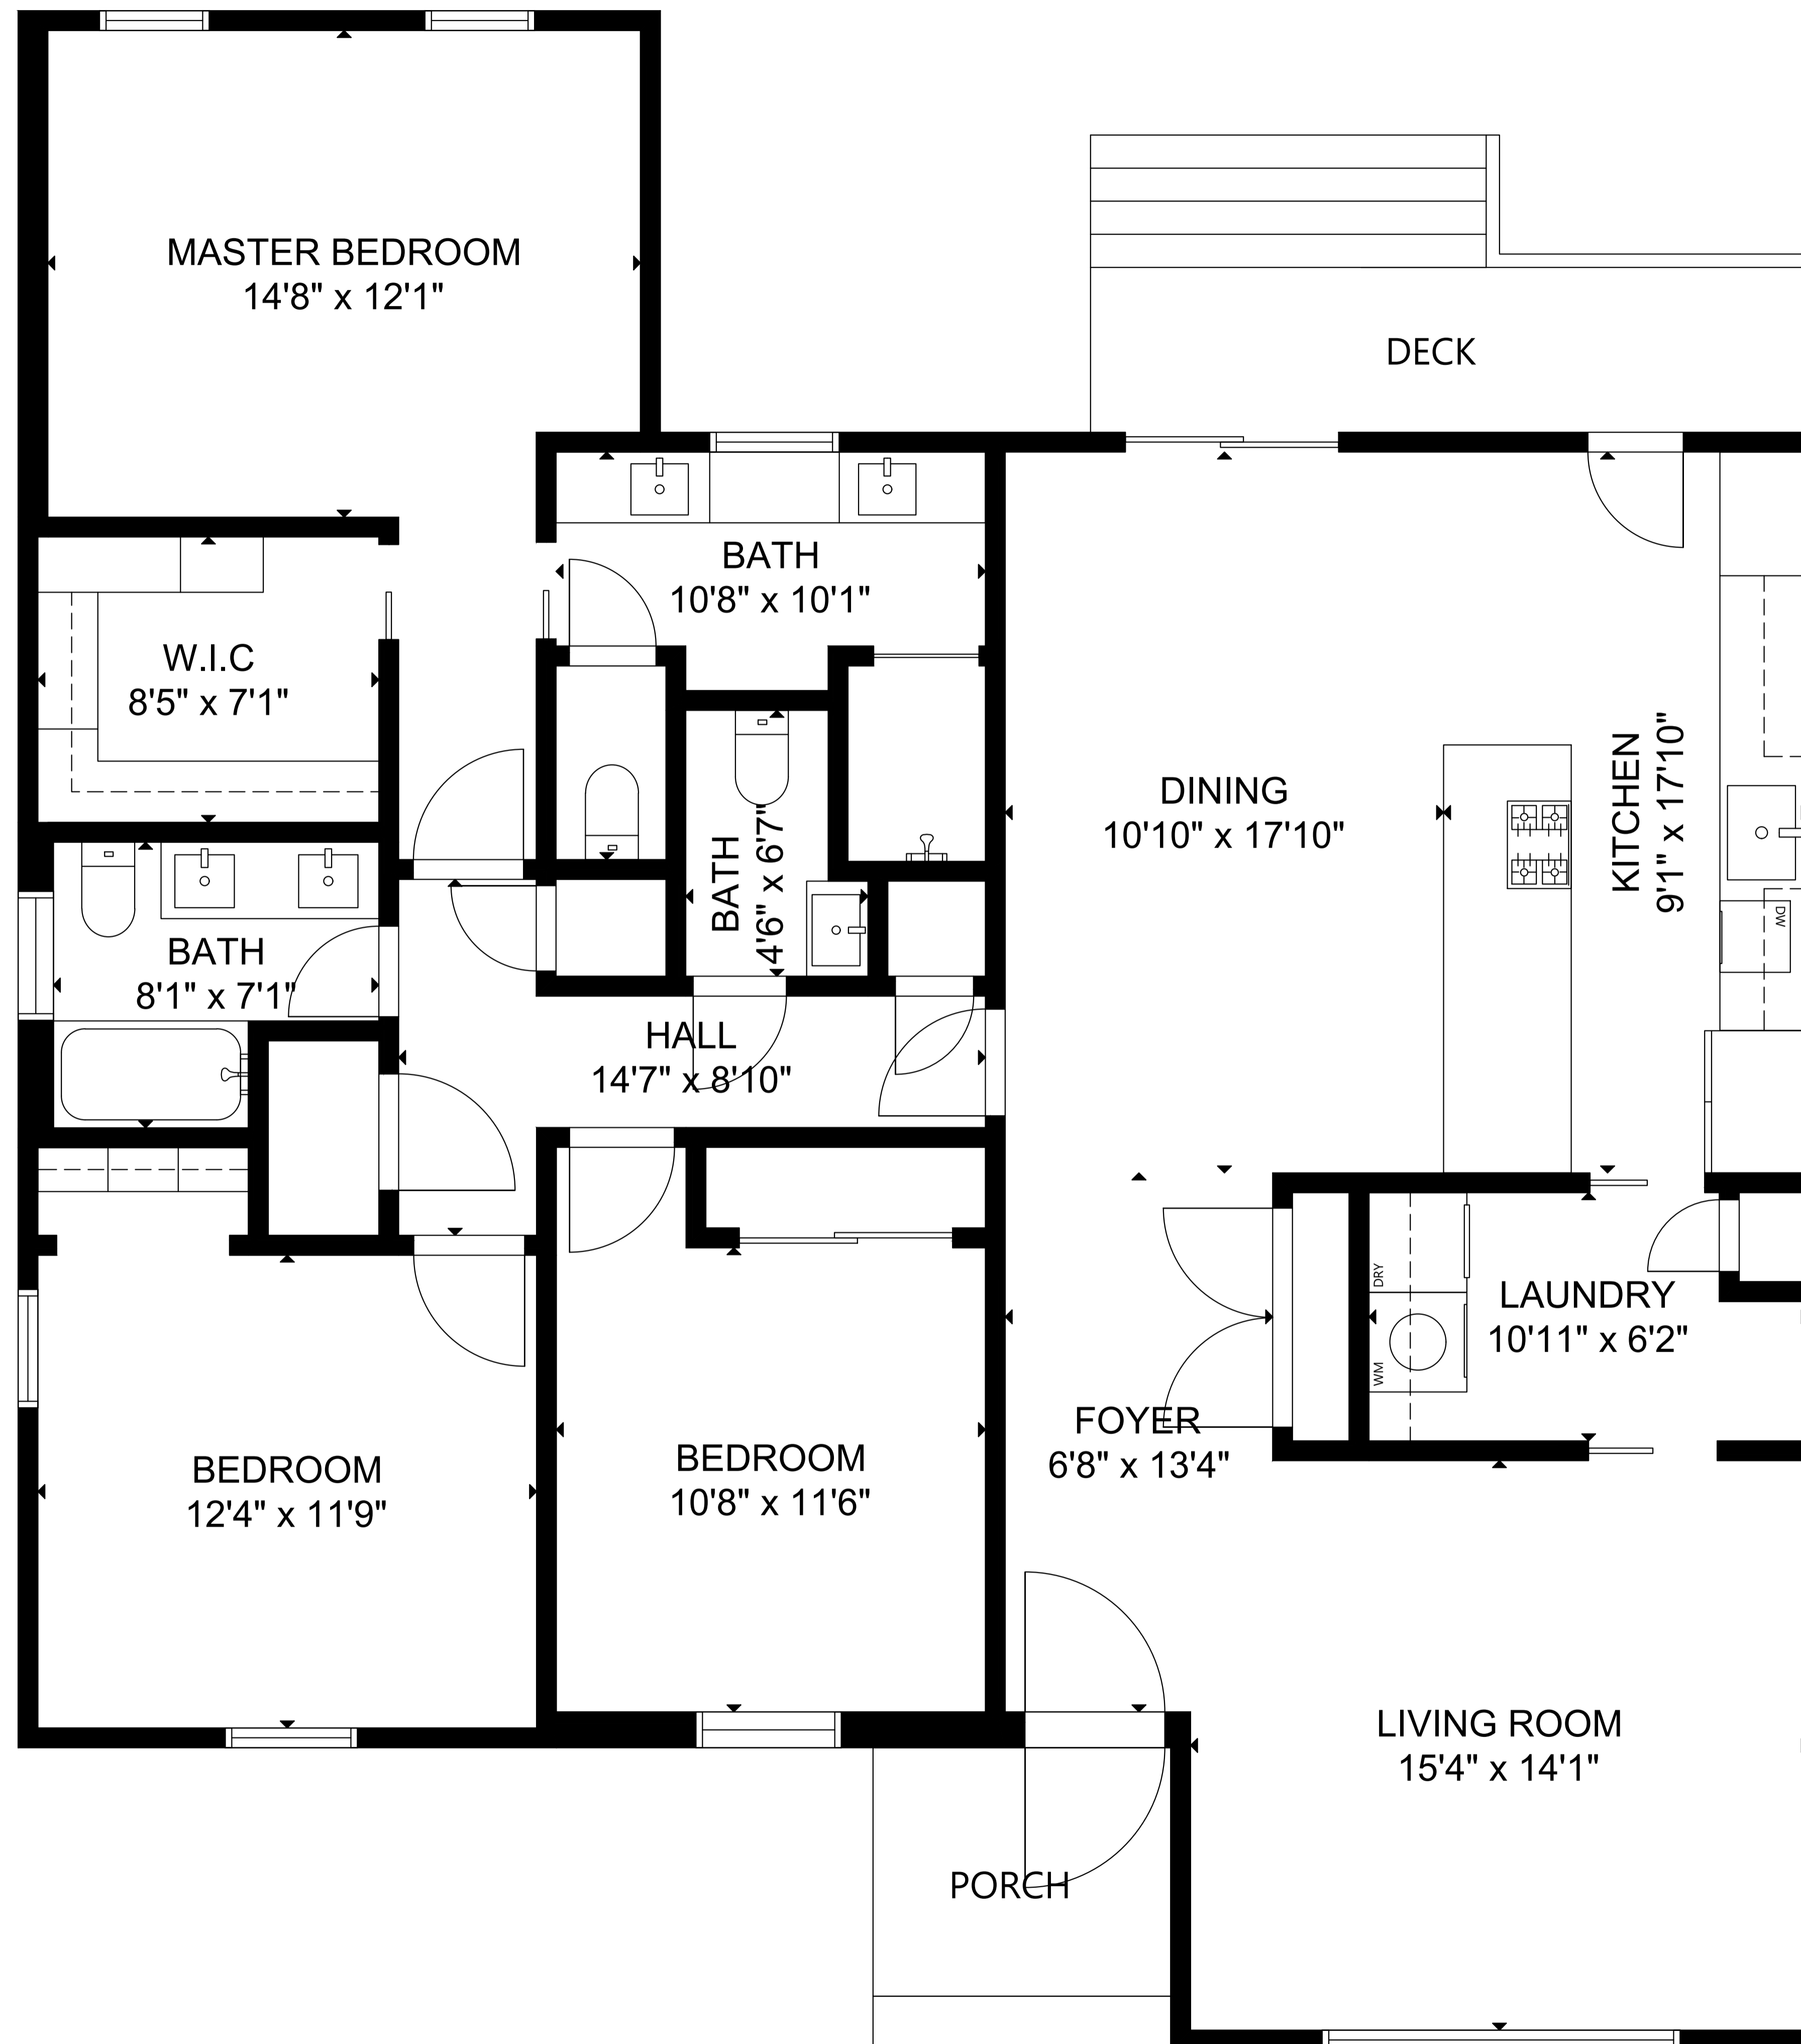 MASTER BEDROOM
14'8" x 12'1"
DECK
BATH
10'8" x 10'1"
W.I.C
8'5" x 7'1"
DINING
10'10" x 17'10"
KITCHEN
9'1" x 17'10"
BATH
4'6" x 6'7"
DW
BATH
8'1" x 7'1"
HALL
14'7" x 8'10"
DRY
WM
LAUNDRY
10'11" x 6'2"
FOYER
6'8" x 13'4"
BEDROOM
12'4" x 11'9"
BEDROOM
10'8" x 11'6"
LIVING ROOM
15'4" x 14'1"
PORCH